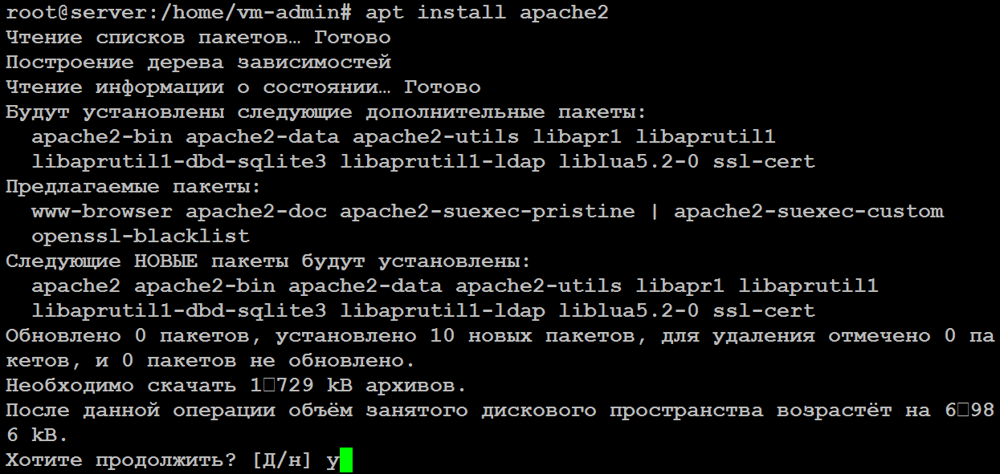 root@server:/home/vm-admin# apt install apache2
Чтение списков пакетов… Готово
Построение дерева зависимостей
Чтение информации о состоянии… Готово
Будут установлены следующие дополнительные пакеты:
  apache2-bin apache2-data apache2-utils libapr1 libaprutil1
  libaprutil1-dbd-sqlite3 libaprutil1-ldap liblua5.2-0 ssl-cert
Предлагаемые пакеты:
  www-browser apache2-doc apache2-suexec-pristine | apache2-suexec-custom
  openssl-blacklist
Следующие НОВЫЕ пакеты будут установлены:
  apache2 apache2-bin apache2-data apache2-utils libapr1 libaprutil1
  libaprutil1-dbd-sqlite3 libaprutil1-ldap liblua5.2-0 ssl-cert
Обновлено 0 пакетов, установлено 10 новых пакетов, для удаления отмечено 0 па
кетов, и 0 пакетов не обновлено.
Необходимо скачать 1□729 kB архивов.
После данной операции объём занятого дискового пространства возрастёт на 6□98
6 kB.
Хотите продолжить? [Д/н] y